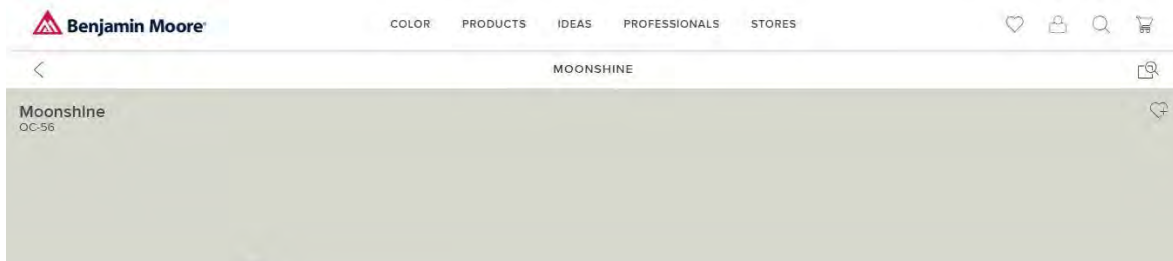 Benjamin Moore®
COLOR PRODUCTS IDEAS PROFESSIONALS STORES
MOONSHINE
Moonshine
OC-56